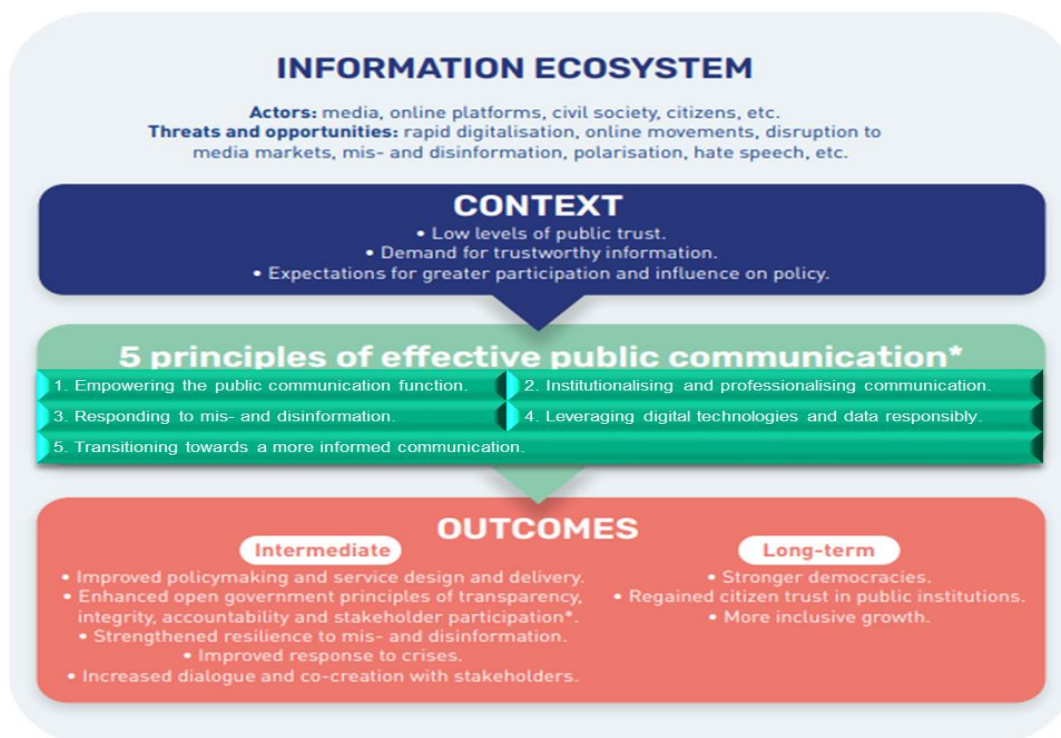 INFORMATION ECOSYSTEM
Actors: media, online platforms, civil society, citizens, etc.
Threats and opportunities: rapid digitalisation, online movements, disruption to
media markets, mis- and disinformation, polarisation, hate speech, etc.
CONTEXT
• Low levels of public trust.
• Demand for trustworthy information.
• Expectations for greater participation and influence on policy.
5 principles of effective public communication*
1. Empowering the public communication function.
2. Institutionalising and professionalising communication.
3. Responding to mis- and disinformation.
4. Leveraging digital technologies and data responsibly.
5. Transitioning towards a more informed communication.
OUTCOMES
Intermediate
• Improved policymaking and service design and delivery.
• Enhanced open government principles of transparency,
integrity, accountability and stakeholder participation*.
• Strengthened resilience to mis- and disinformation.
• Improved response to crises.
• Increased dialogue and co-creation with stakeholders.
Long-term
• Stronger democracies.
• Regained citizen trust in public institutions.
• More inclusive growth.